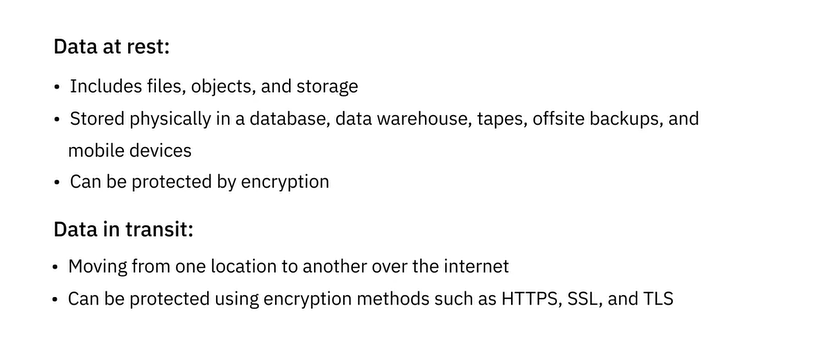 Data at rest:
• Includes files, objects, and storage
• Stored physically in a database, data warehouse, tapes, offsite backups, and
mobile devices
• Can be protected by encryption
Data in transit:
• Moving from one location to another over the internet
• Can be protected using encryption methods such as HTTPS, SSL, and TLS